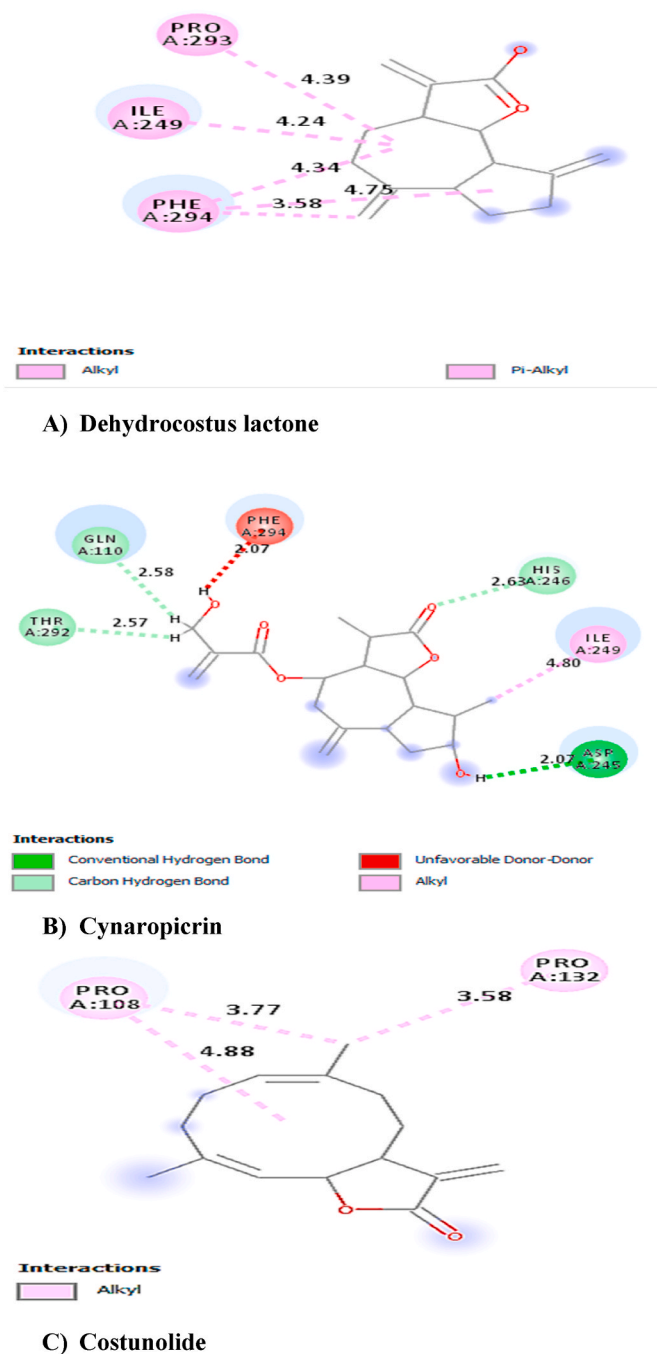 PRO
A:293
4.39
O
ILE
A:249
4.24
O
4.34
4.75
PHE
A:294
3.58
Interactions
Alkyl
Pi-Alkyl
A) Dehydrocostus lactone
PHE
A:294
GLN
A:110
2.07
2.58
H
O
HIS
A:246
2.63
O
THR
A:292
2.57
H
H
O
O
ILE
A:249
4.80
O
ASP
A:245
2.07
O
H
Interactions
Conventional Hydrogen Bond
Unfavorable Donor-Donor
Carbon Hydrogen Bond
Alkyl
B) Cynaropicrin
PRO
A:132
PRO
A:108
3.77
3.58
4.88
O
O
Interactions
Alkyl
C) Costunolide